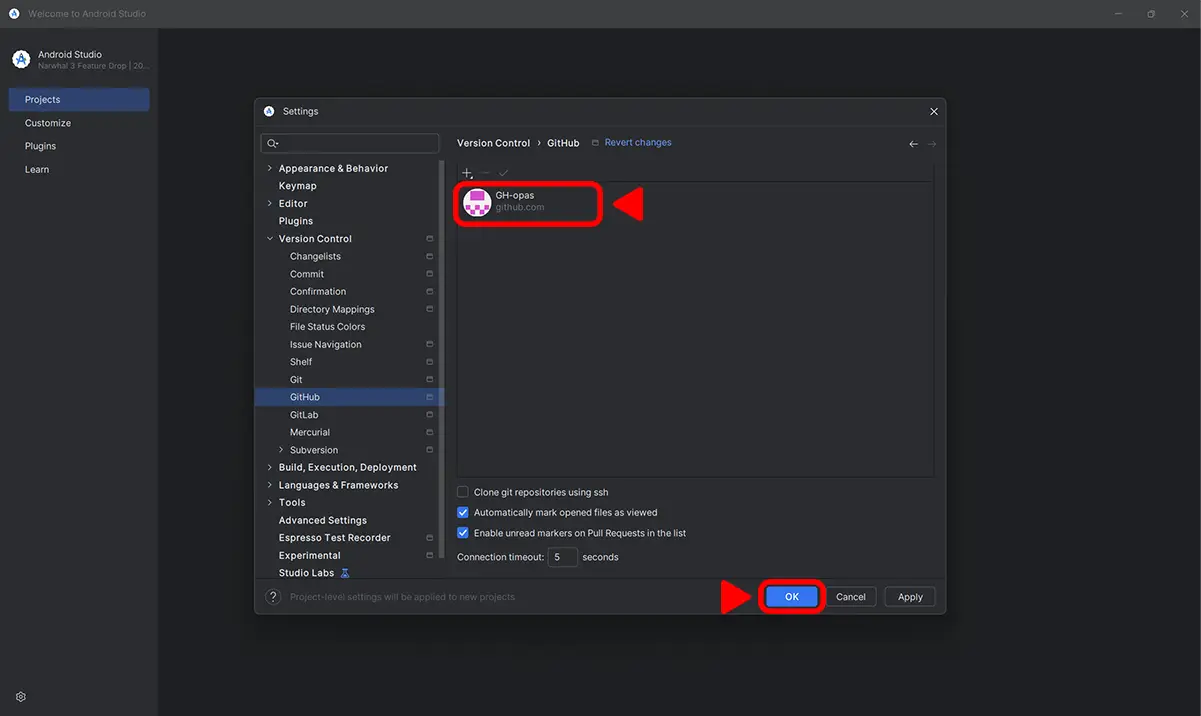 Welcome to Android Studio
Android Studio
Narwhal 3 Feature Drop | 20...
Projects
Customize
Plugins
Learn
Settings
Version Control › GitHub Revert changes
Appearance & Behavior
Keymap
Editor
Plugins
Version Control
Changelists
Commit
Confirmation
Directory Mappings
File Status Colors
Issue Navigation
Shelf
Git
GitHub
GitLab
Mercurial
Subversion
Build, Execution, Deployment
Languages & Frameworks
Tools
Advanced Settings
Espresso Test Recorder
Experimental
Studio Labs
GH-opas
github.com
Clone git repositories using ssh
Automatically mark opened files as viewed
Enable unread markers on Pull Requests in the list
Connection timeout: 5 seconds
? Project-level settings will be applied to new projects
OK Cancel Apply